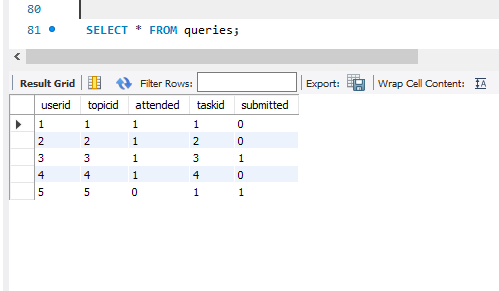 80
81 SELECT * FROM queries;
Result Grid Filter Rows: Export: Wrap Cell Content: IA
userid topicid attended taskid submitted
1 1 1 1 0
2 2 1 2 0
3 3 1 3 1
4 4 1 4 0
5 5 0 1 1